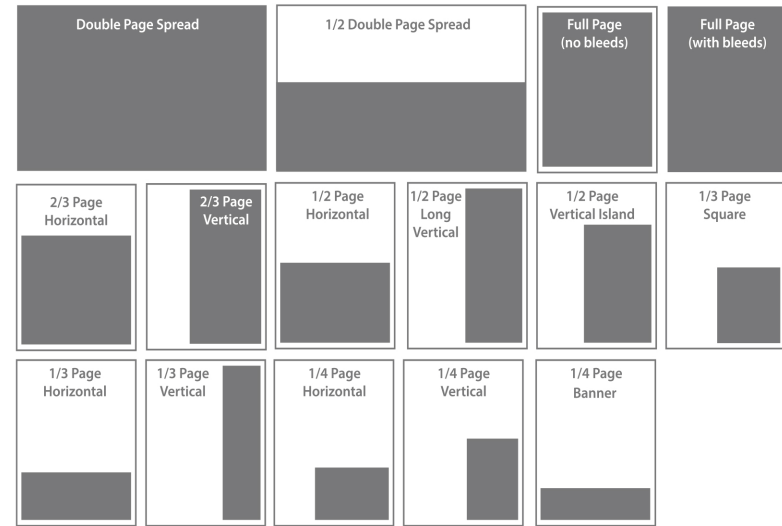 Double Page Spread
1/2 Double Page Spread
Full Page
(no bleeds)
Full Page
(with bleeds)
2/3 Page
Horizontal
2/3 Page
Vertical
1/2 Page
Horizontal
1/2 Page
Long
Vertical
1/2 Page
Vertical Island
1/3 Page
Square
1/3 Page
Horizontal
1/3 Page
Vertical
1/4 Page
Horizontal
1/4 Page
Vertical
1/4 Page
Banner